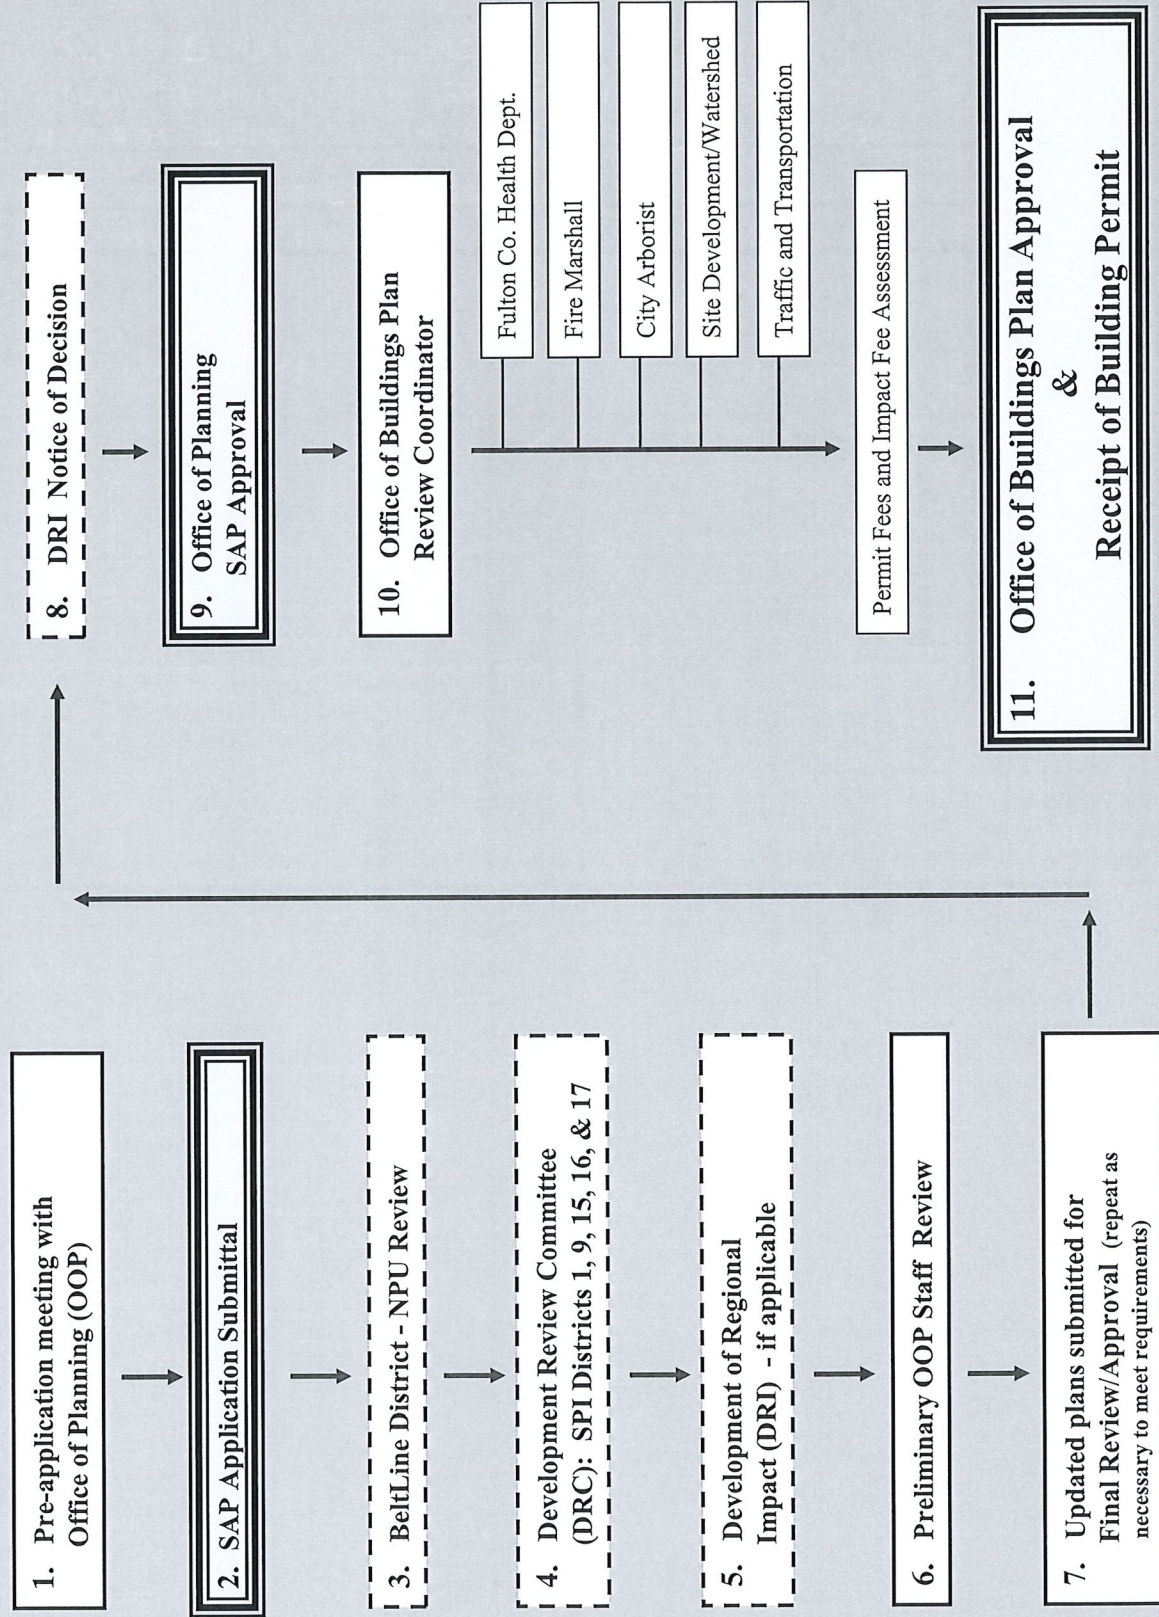 1. Pre-application meeting with
Office of Planning (OOP)
2. SAP Application Submittal
3. BeltLine District - NPU Review
4. Development Review Committee
(DRC): SPI Districts 1, 9, 15, 16, & 17
5. Development of Regional
Impact (DRI) - if applicable
6. Preliminary OOP Staff Review
7. Updated plans submitted for
Final Review/Approval (repeat as
necessary to meet requirements)
8. DRI Notice of Decision
9. Office of Planning
SAP Approval
10. Office of Buildings Plan
Review Coordinator
Fulton Co. Health Dept.
Fire Marshall
City Arborist
Site Development/Watershed
Traffic and Transportation
Permit Fees and Impact Fee Assessment
11. Office of Buildings Plan Approval
&
Receipt of Building Permit